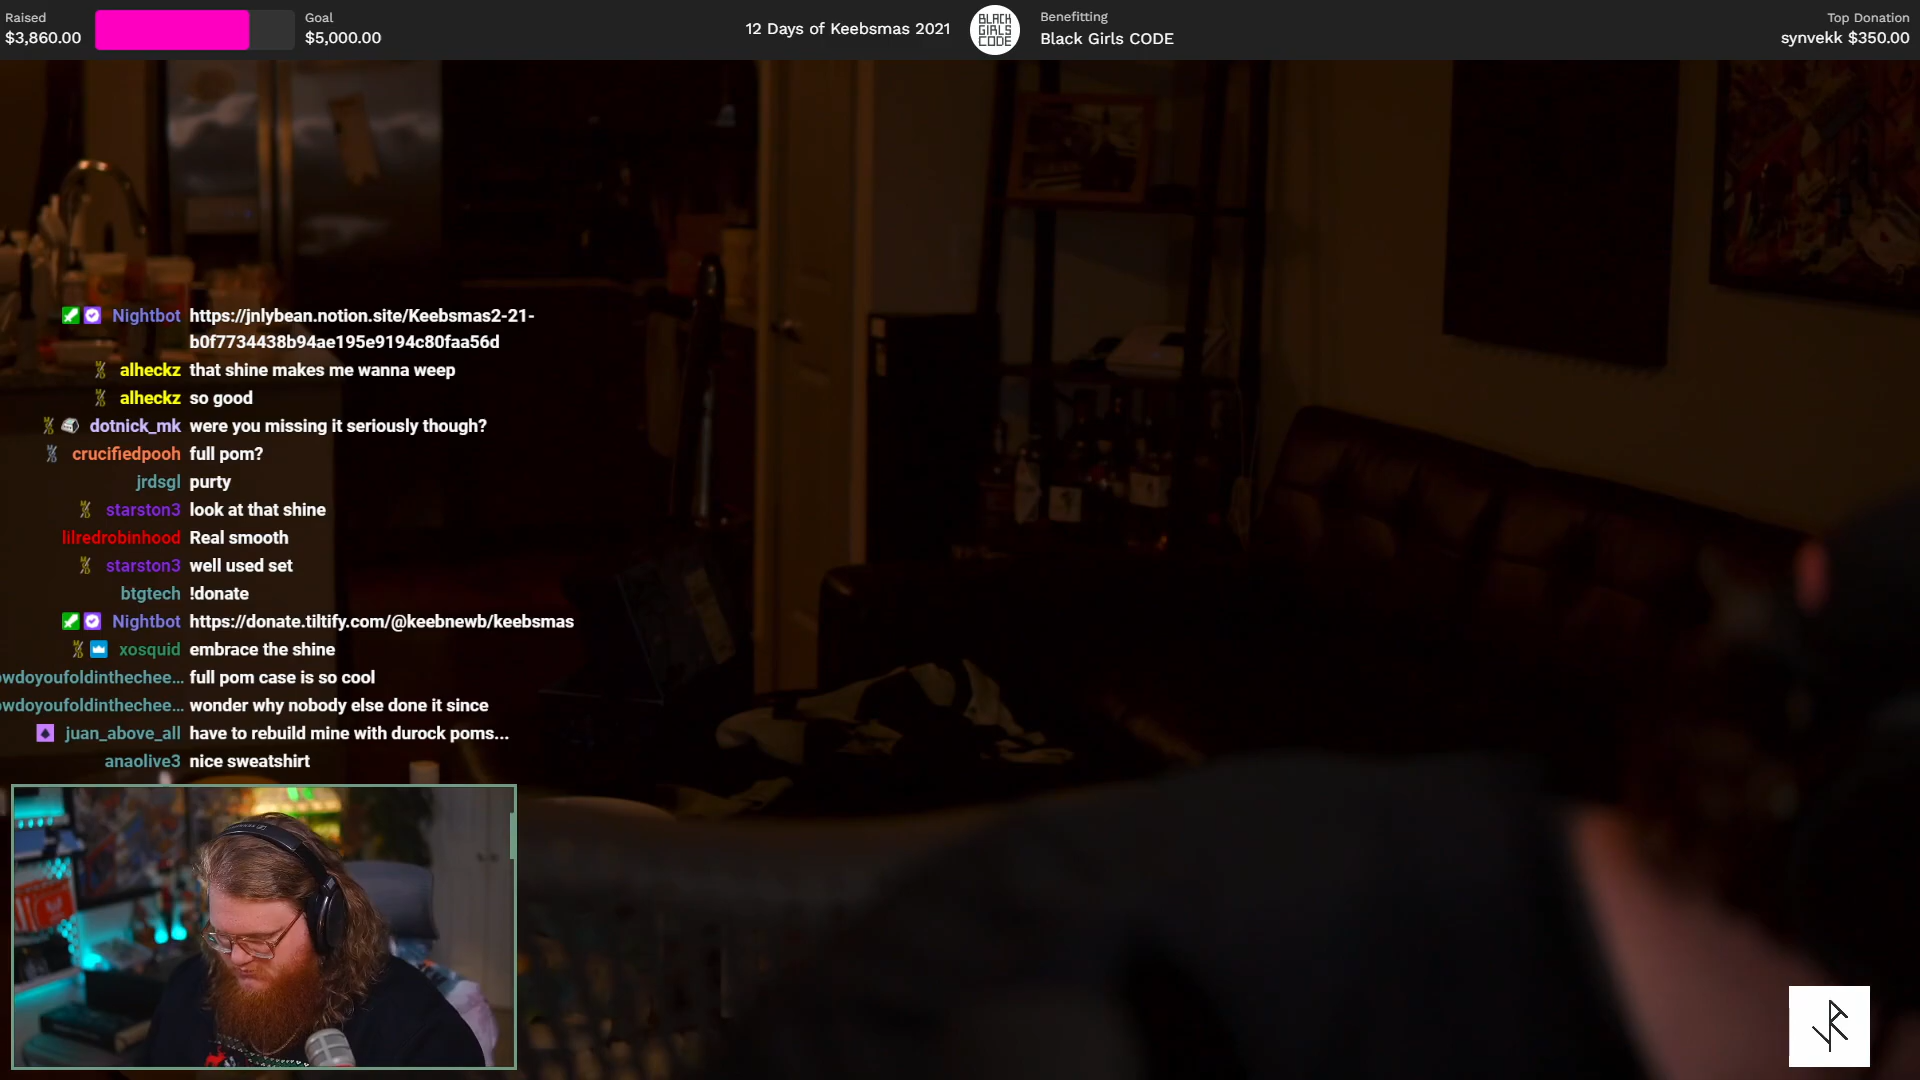 Raised
$3,860.00
Goal
$5,000.00
12 Days of Keebsmas 2021
BLACK
GIRLS
CODE
Benefitting
Black Girls CODE
Top Donation
synvekk $350.00
Nightbot https://jnlybean.notion.site/Keebsmas2-21-
b0f7734438b94ae195e9194c80faa56d
alheckz that shine makes me wanna weep
alheckz so good
dotnick_mk were you missing it seriously though?
crucifiedpooh full pom?
jrdsgl purty
starston3 look at that shine
lilredrobinhood Real smooth
starston3 well used set
btgtech !donate
Nightbot https://donate.tiltify.com/@keebnewb/keebsmas
xosquid embrace the shine
owdoyoufoldinthechee... full pom case is so cool
owdoyoufoldinthechee... wonder why nobody else done it since
juan_above_all have to rebuild mine with durock poms...
anaolive3 nice sweatshirt